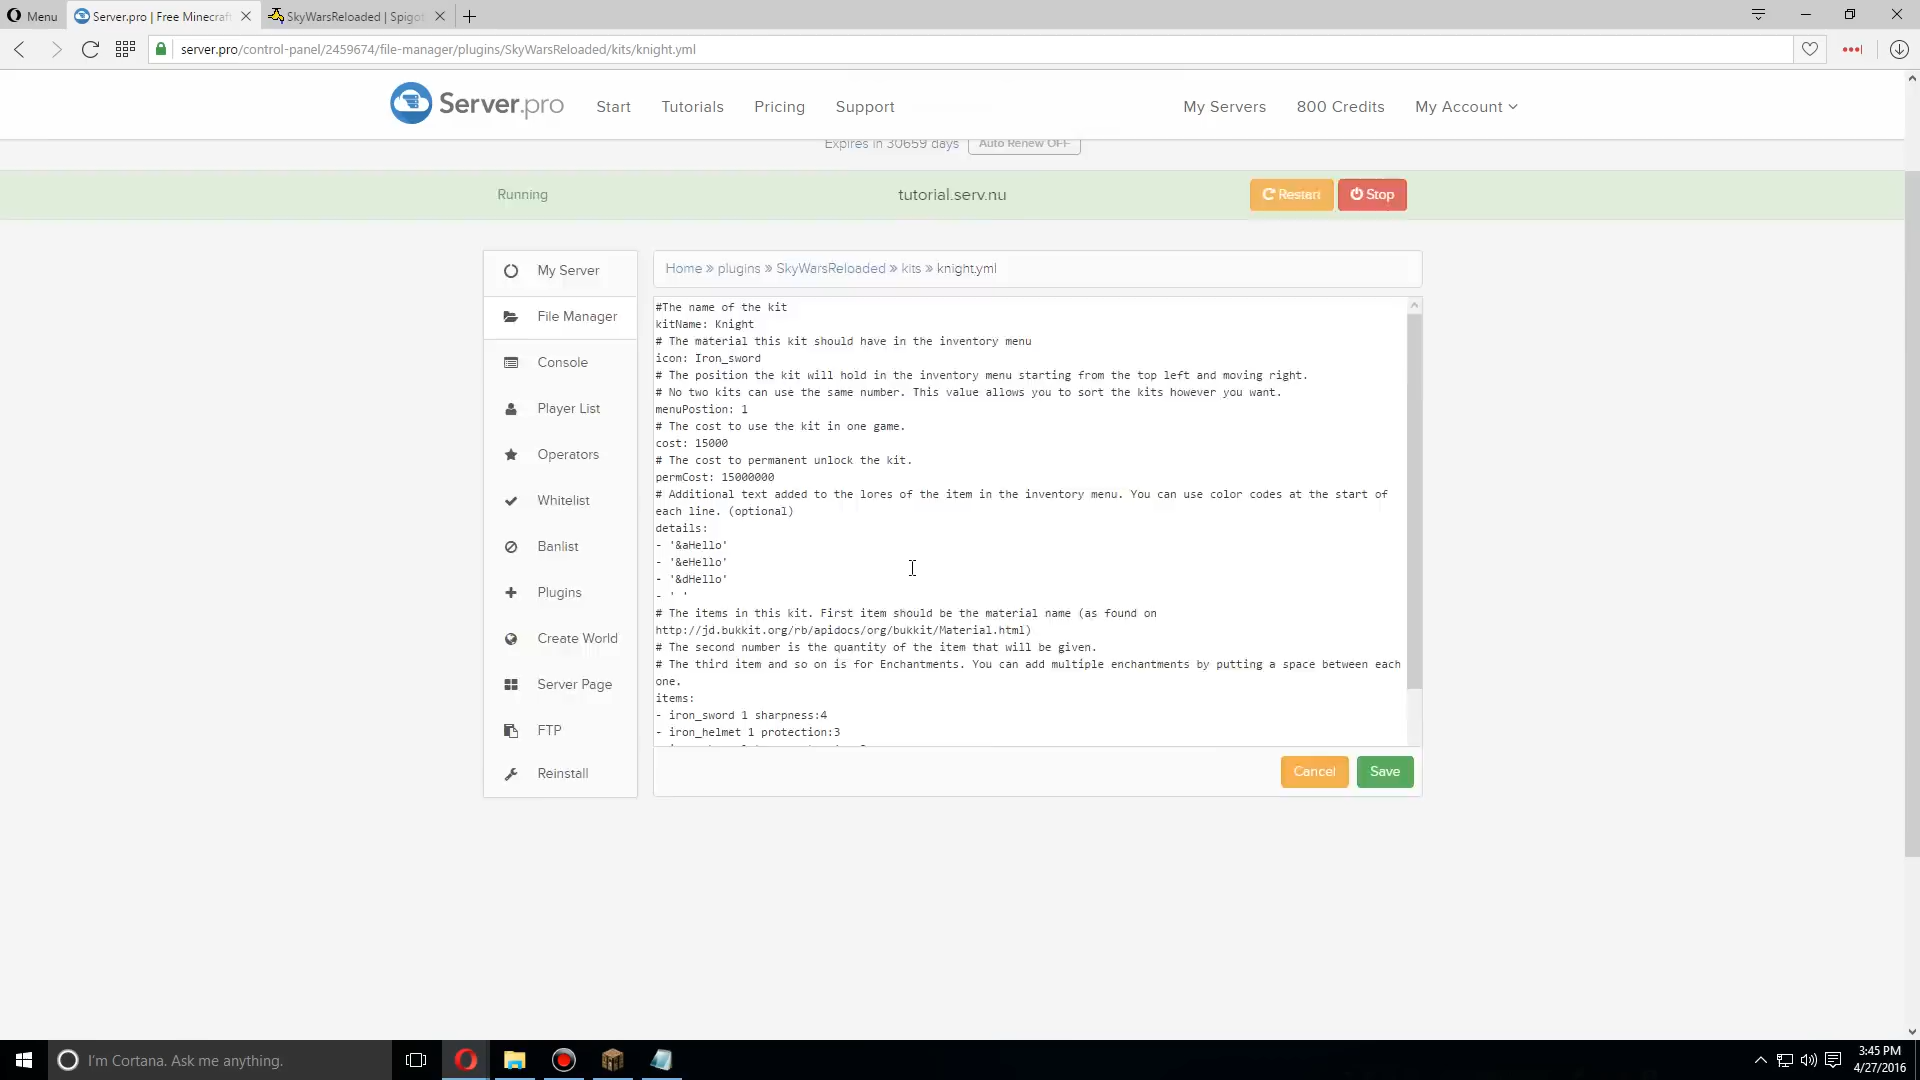 Menu
Server.pro | Free Minecraft
SkyWarsReloaded | Spigot
server.pro/control-panel/2459674/file-manager/plugins/SkyWarsReloaded/kits/knight.yml
Server.pro
Start
Tutorials
Pricing
Support
My Servers
800 Credits
My Account
Expires in 30659 days
Auto Renew OFF
Running
tutorial.serv.nu
Restart
Stop
My Server
File Manager
Console
Player List
Operators
Whitelist
Banlist
Plugins
Create World
Server Page
FTP
Reinstall
Home » plugins » SkyWarsReloaded » kits » knight.yml
#The name of the kit
kitName: Knight
# The material this kit should have in the inventory menu
icon: Iron_sword
# The position the kit will hold in the inventory menu starting from the top left and moving right.
# No two kits can use the same number. This value allows you to sort the kits however you want.
menuPostion: 1
# The cost to use the kit in one game.
cost: 15000
# The cost to permanent unlock the kit.
permCost: 15000000
# Additional text added to the lores of the item in the inventory menu. You can use color codes at the start of
each line. (optional)
details:
- '&aHello'
- '&eHello'
- '&dHello'
- ' '
# The items in this kit. First item should be the material name (as found on
http://jd.bukkit.org/rb/apidocs/org/bukkit/Material.html)
# The second number is the quantity of the item that will be given.
# The third item and so on is for Enchantments. You can add multiple enchantments by putting a space between each
one.
items:
- iron_sword 1 sharpness:4
- iron_helmet 1 protection:3
Cancel
Save
I'm Cortana. Ask me anything.
3:45 PM
4/27/2016